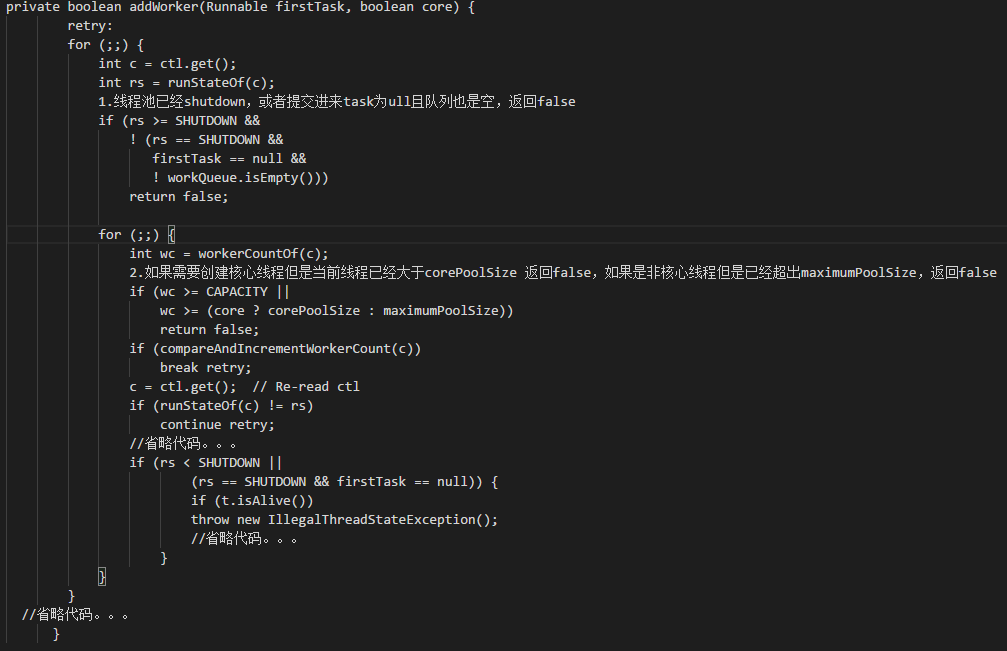 private boolean addWorker(Runnable firstTask, boolean core) {
retry:
for (;;) {
int c = ctl.get();
int rs = runStateOf(c);
1.线程池已经shutdown，或者提交进来task为ull且队列也是空，返回false
if (rs >= SHUTDOWN &&
! (rs == SHUTDOWN &&
firstTask == null &&
! workQueue.isEmpty()))
return false;
for (;;) {
int wc = workerCountOf(c);
2.如果需要创建核心线程但是当前线程已经大于corePoolSize 返回false，如果是非核心线程但是已经超出maximumPoolSize，返回false
if (wc >= CAPACITY ||
wc >= (core ? corePoolSize : maximumPoolSize))
return false;
if (compareAndIncrementWorkerCount(c))
break retry;
c = ctl.get();  // Re-read ctl
if (runStateOf(c) != rs)
continue retry;
//省略代码。。。
if (rs < SHUTDOWN ||
(rs == SHUTDOWN && firstTask == null)) {
if (t.isAlive())
throw new IllegalThreadStateException();
//省略代码。。。
}
}
}
//省略代码。。。
}